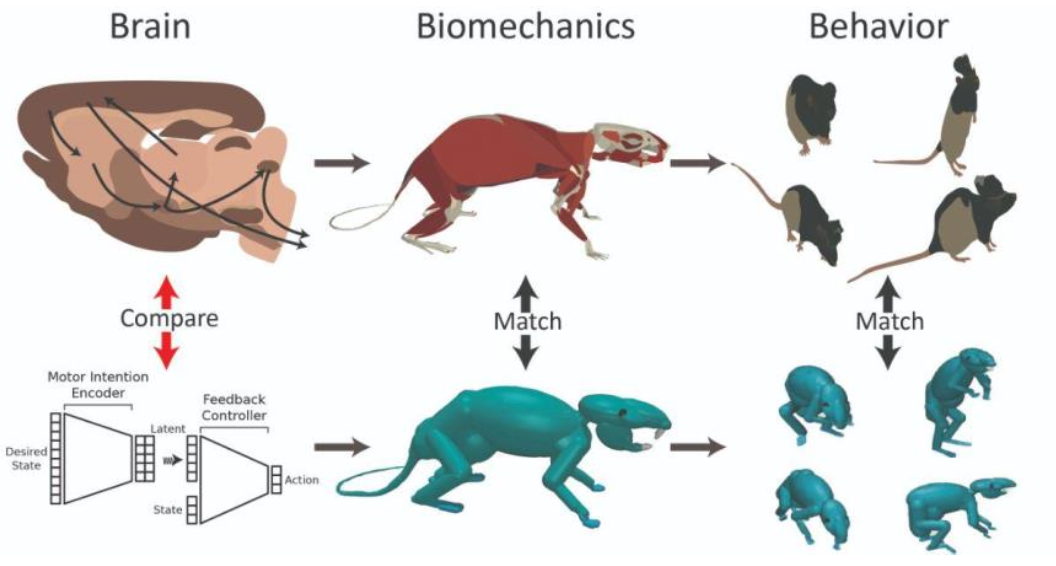 Brain
Biomechanics
Behavior
Compare
Match
Match
Motor Intention
Encoder
Feedback
Controller
Latent
Desired
State
State
Action